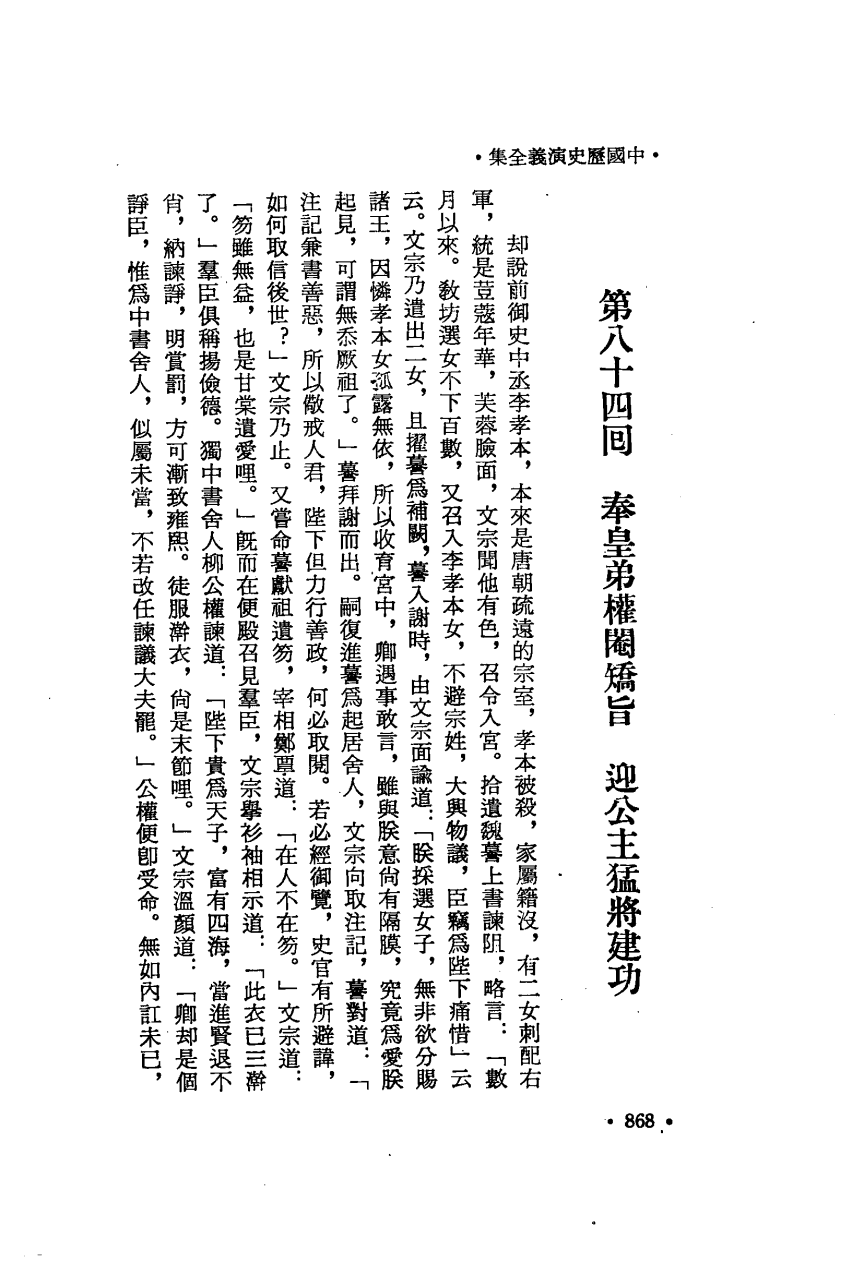 •中國歷史演義全集•
第八十四回　奉皇弟權閹矯旨　迎公主猛將建功
却說前御史中丞李孝本，本來是唐朝疏遠的宗室，孝本被殺，家屬籍沒，有二女刺配右
軍，統是荳蔻年華，芙蓉臉面，文宗聞他有色，召令入宮。拾遺魏謩上書諫阻，略言：「數
月以來。敎坊選女不下百數，又召入李孝本女，不避宗姓，大興物議，臣竊爲陛下痛惜」云
云。文宗乃遣出二女，且擢謩爲補闕，謩入謝時，由文宗面諭道：「朕採選女子，無非欲分賜
諸王，因憐孝本女孤露無依，所以收育宮中，卿遇事敢言，雖與朕意尙有隔膜，究竟爲愛朕
起見，可謂無忝厥祖了。」謩拜謝而出。嗣復進謩爲起居舍人，文宗向取注記，謩對道：「
注記兼書善惡，所以儆戒人君，陛下但力行善政，何必取閱。若必經御覽，史官有所避諱，
如何取信後世？」文宗乃止。又嘗命謩獻祖遺笏，宰相鄭覃道：「在人不在笏。」文宗道：
「笏雖無益，也是甘棠遺愛哩。」旣而在便殿召見羣臣，文宗擧衫袖相示道：「此衣已三澣
了。」羣臣俱稱揚儉德。獨中書舍人柳公權諫道：「陛下貴爲天子，富有四海，當進賢退不
肖，納諫諍，明賞罰，方可漸致雍熙。徒服澣衣，尙是末節哩。」文宗溫顏道：「卿却是個
諍臣，惟爲中書舍人，似屬未當，不若改任諫議大夫罷。」公權便卽受命。無如內訌未已，
•868•